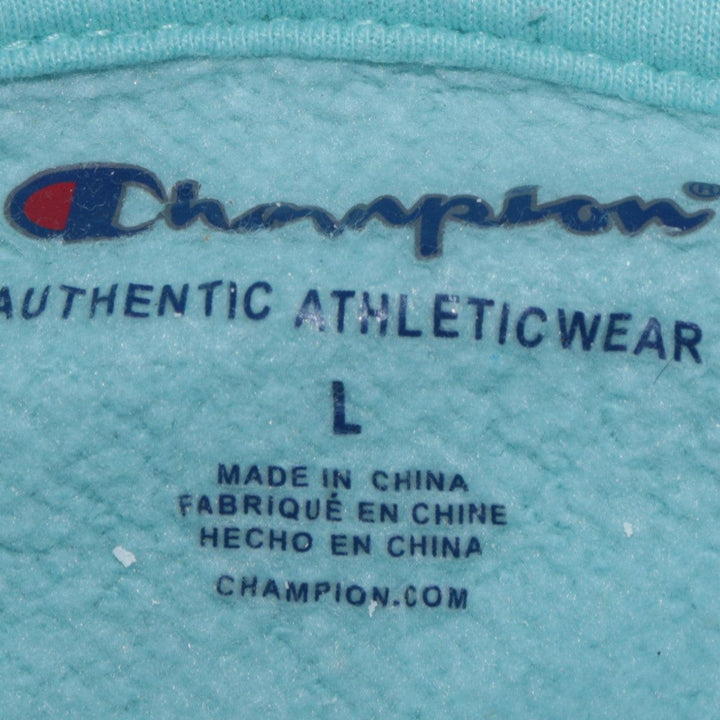 Champion®
AUTHENTIC ATHLETICWEAR
L
MADE IN CHINA
FABRIQUÉ EN CHINE
HECHO EN CHINA
CHAMPION.COM